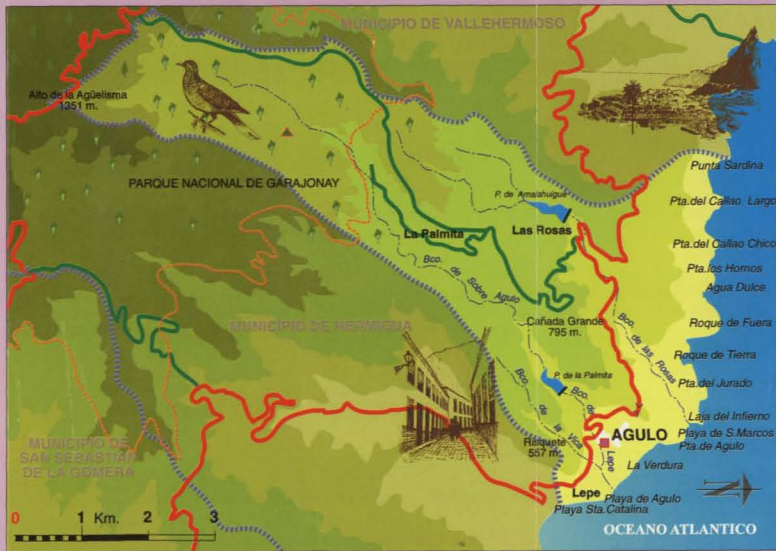 MUNICIPIO DE VALLEHERMOSO
Alto de la Agüelisma
1351 m.
Punta Sardina
PARQUE NACIONAL DE GARAJONAY
P. de Amalahuigue
Pta.del Callao Largo
La Palmita
Las Rosas
Pta.del Callao Chico
Bco. de Sobre Agulo
Pta.los Hornos
Agua Dulce
MUNICIPIO DE HERMIGUA
Cañada Grande
795 m.
Bco. de las Rosas
Roque de Fuera
Roque de Tierra
P. de la Palmita
Pta.del Jurado
Bco. de la Vica
Bco. de
Lepe
Laja del Infierno
AGULO
Playa de S.Marcos
Pta.de Agulo
MUNICIPIO DE
SAN SEBASTIAN
DE LA GOMERA
557 m.
La Verdura
Lepe
Playa de Agulo
Playa Sta.Catalina
N
0 1 Km. 2 3
OCEANO ATLANTICO